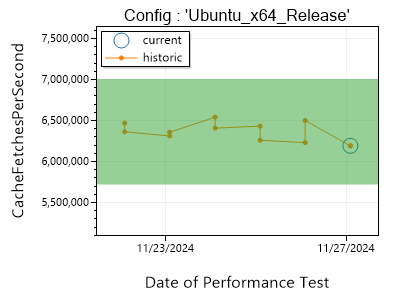 Config : 'Ubuntu_x64_Release'
current
historic
7,500,000
7,000,000
6,500,000
6,000,000
5,500,000
CacheFetchesPerSecond
11/23/2024
11/27/2024
Date of Performance Test